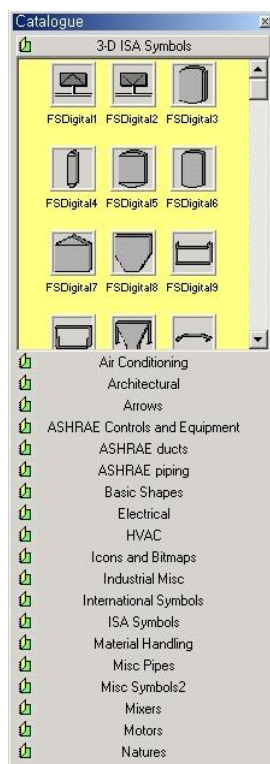 Catalogue
3-D ISA Symbols
FSDigital1 FSDigital2 FSDigital3
FSDigital4 FSDigital5 FSDigital6
FSDigital7 FSDigital8 FSDigital9
Air Conditioning
Architectural
Arrows
ASHRAE Controls and Equipment
ASHRAE ducts
ASHRAE piping
Basic Shapes
Electrical
HVAC
Icons and Bitmaps
Industrial Misc
International Symbols
ISA Symbols
Material Handling
Misc Pipes
Misc Symbols2
Mixers
Motors
Natures